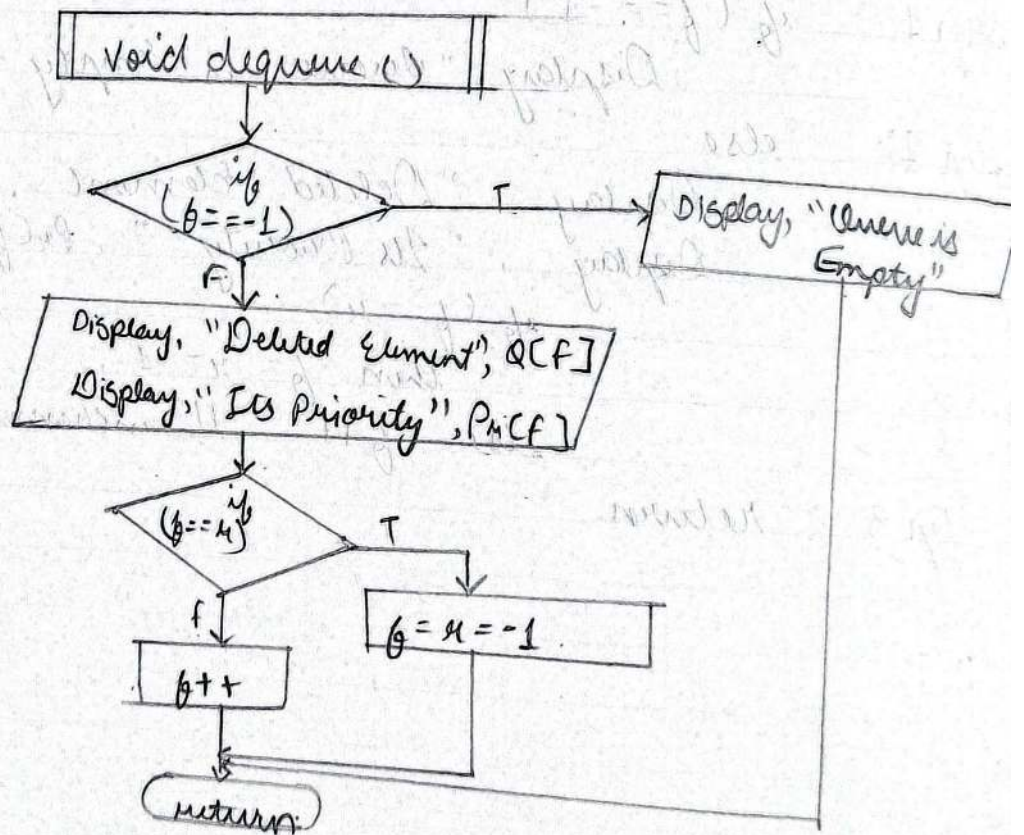 void dequeue ()
if
(f==-1)
T
Display, "Queue is
Empty"
F
Display, "Deleted Element", Q[F]
Display, "Its Priority", Pr[F]
if
(f==r)
T
f
f = r = -1
f++
return